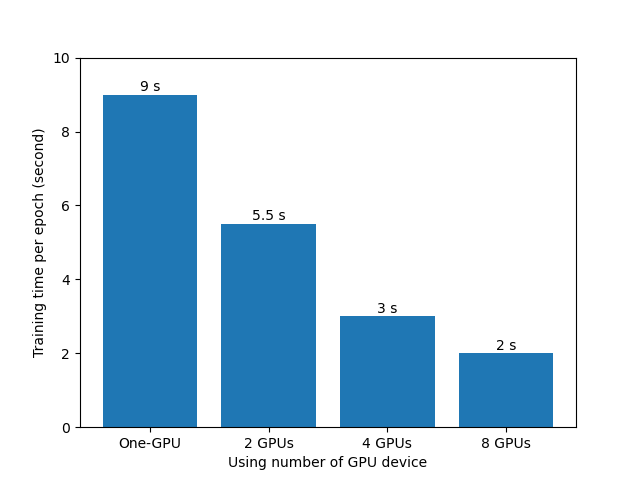 10
8
6
4
2
0
Training time per epoch (second)
9 s
5.5 s
3 s
2 s
One-GPU
2 GPUs
4 GPUs
8 GPUs
Using number of GPU device